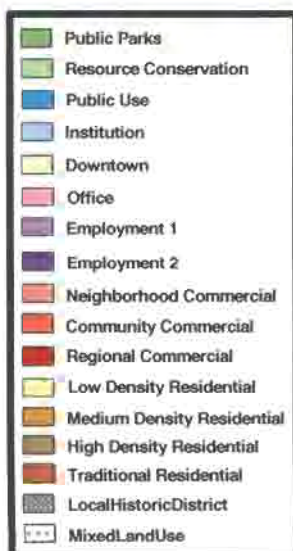 Public Parks
Resource Conservation
Public Use
Institution
Downtown
Office
Employment 1
Employment 2
Neighborhood Commercial
Community Commercial
Regional Commercial
Low Density Residential
Medium Density Residential
High Density Residential
Traditional Residential
LocalHistoricDistrict
MixedLandUse